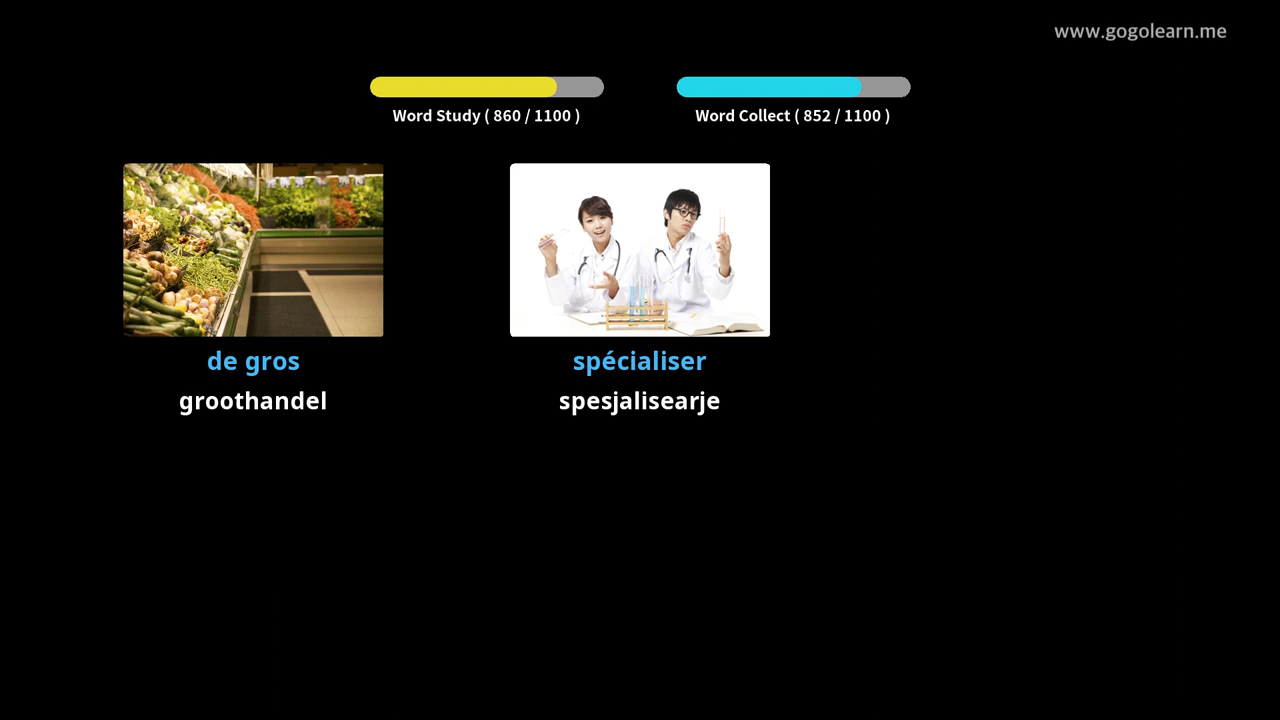 www.gogolearn.me
Word Study ( 860 / 1100 )
Word Collect ( 852 / 1100 )
de gros
groothandel
spécialiser
spesjalisearje